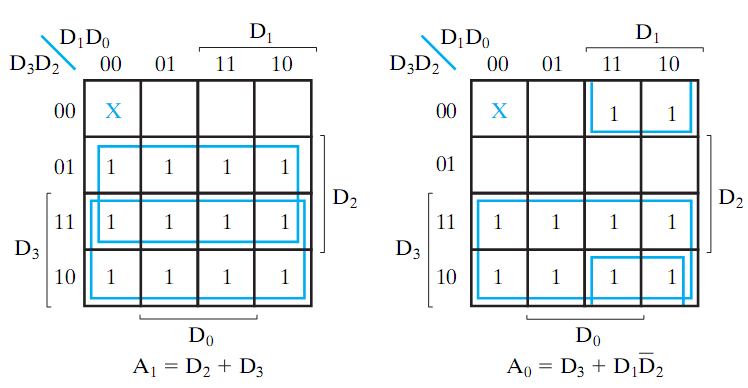 D₁D₀ D₁
D₃D₂ 00 01 11 10
00 X
01 1 1 1 1
D₂
11 1 1 1 1
D₃
10 1 1 1 1
D₀
A₁ = D₂ + D₃
D₁D₀ D₁
D₃D₂ 00 01 11 10
00 X 1 1
01
D₂
11 1 1 1 1
D₃
10 1 1 1 1
D₀
A₀ = D₃ + D₁D̅₂